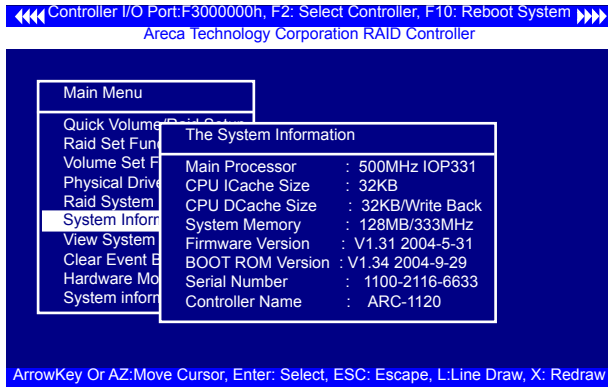 Controller I/O Port:F3000000h, F2: Select Controller, F10: Reboot System
Areca Technology Corporation RAID Controller
Main Menu
Quick Volume
Raid Set Fun
Volume Set F
Physical Drive
Raid System
System Inforr
View System
Clear Event B
Hardware Mo
System inforn
The System Information
Main Processor : 500MHz IOP331
CPU ICache Size : 32KB
CPU DCache Size : 32KB/Write Back
System Memory : 128MB/333MHz
Firmware Version : V1.31 2004-5-31
BOOT ROM Version : V1.34 2004-9-29
Serial Number : 1100-2116-6633
Controller Name : ARC-1120
ArrowKey Or AZ:Move Cursor, Enter: Select, ESC: Escape, L:Line Draw, X: Redraw